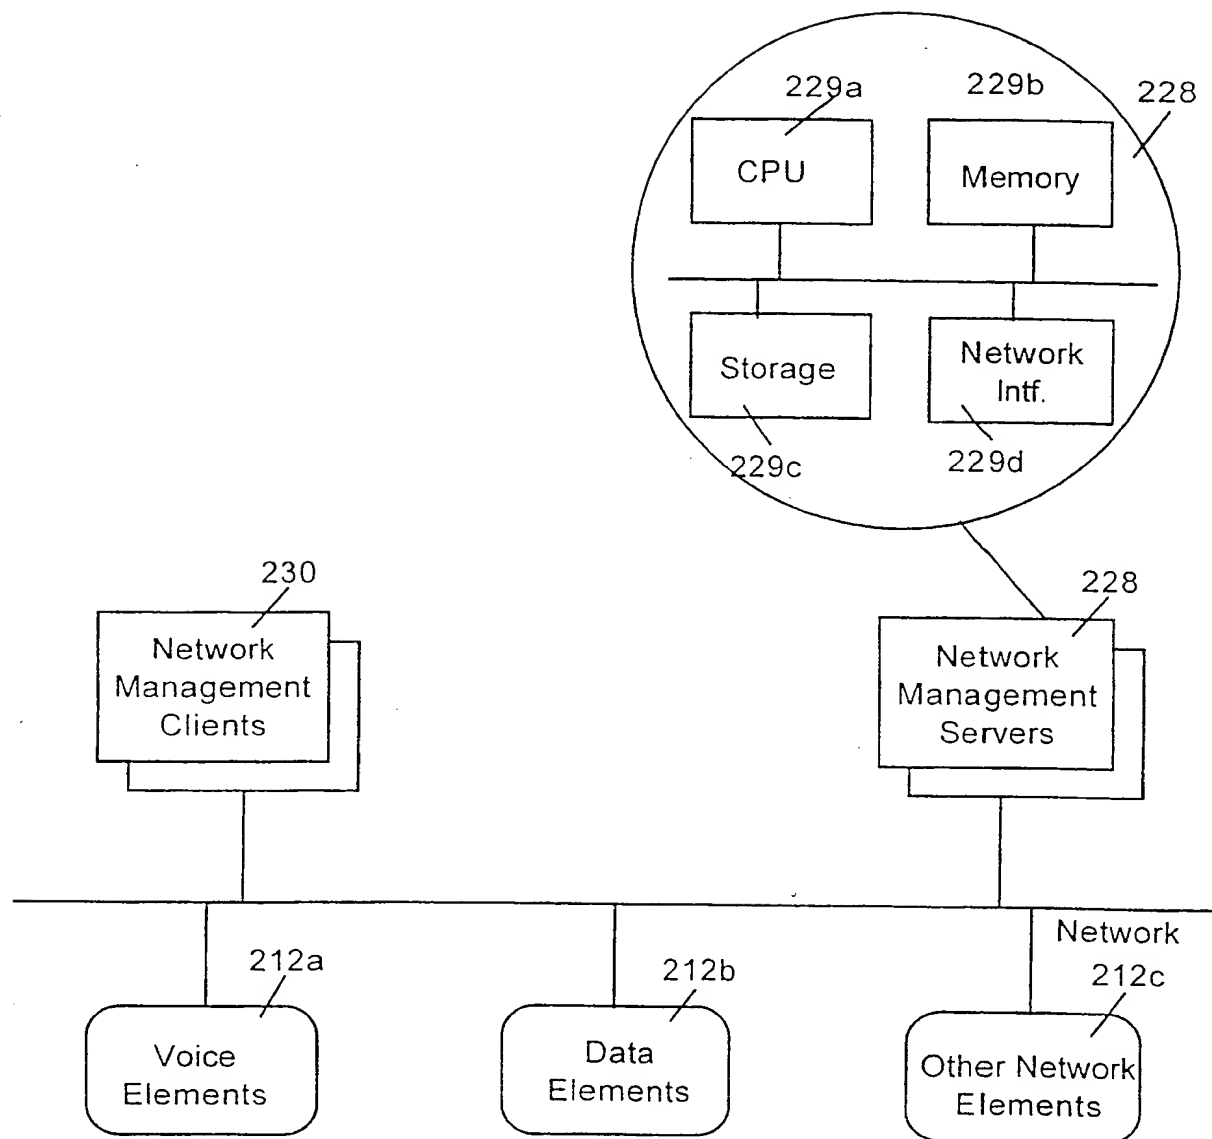 229a
229b
228
CPU
Memory
Storage
Network
Intf.
229c
229d
230
228
Network
Management
Clients
Network
Management
Servers
Network
212a
212b
212c
Voice
Elements
Data
Elements
Other Network
Elements